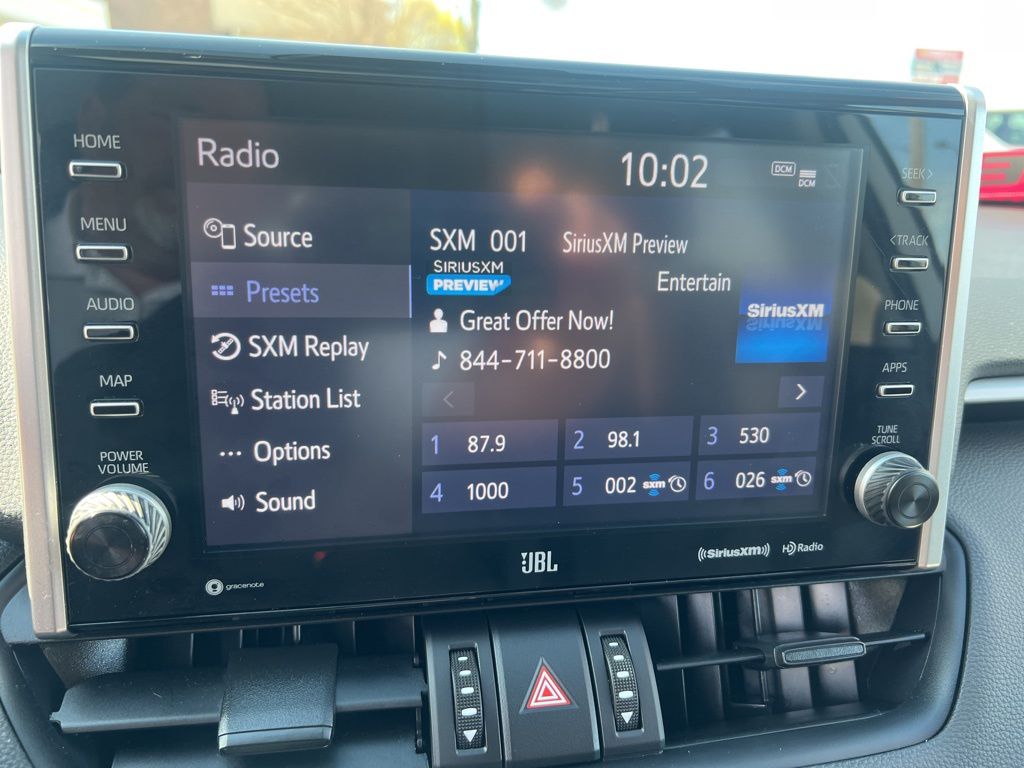 HOME
MENU
AUDIO
MAP
POWER
VOLUME
Radio
10:02
DCM
DCM
Source
Presets
SXM Replay
Station List
Options
Sound
SXM 001 SiriusXM Preview
SIRIUSXM
PREVIEW
Entertain
SiriusXM
Great Offer Now!
844-711-8800
< >
1 87.9
2 98.1
3 530
4 1000
5 002 sxm
6 026 sxm
SEEK >
< TRACK
PHONE
APPS
TUNE
SCROLL
gracenote
JBL
((SiriusXM))
HD Radio